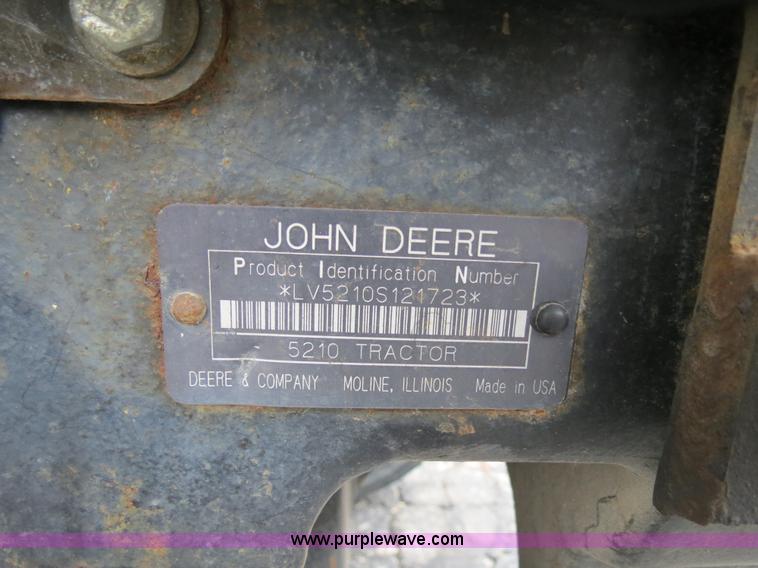 JOHN DEERE
Product Identification Number
*LV5210S121723*
5210 TRACTOR
DEERE & COMPANY MOLINE, ILLINOIS Made in USA
www.purplewave.com